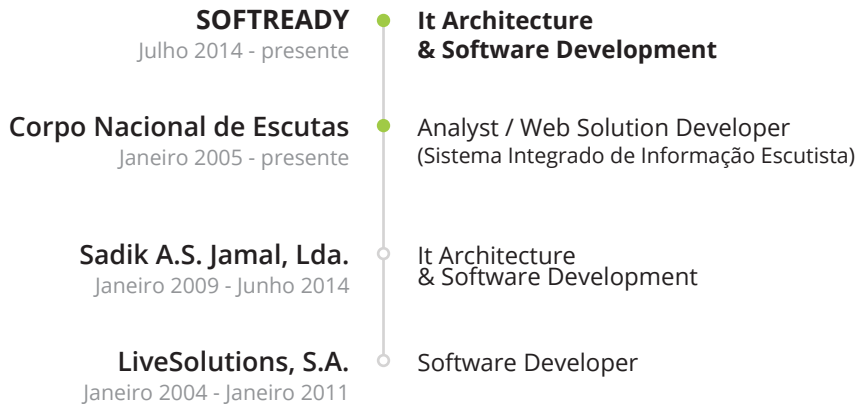 SOFTREADY
Julho 2014 - presente
It Architecture
& Software Development
Corpo Nacional de Escutas
Janeiro 2005 - presente
Analyst / Web Solution Developer
(Sistema Integrado de Informação Escutista)
Sadik A.S. Jamal, Lda.
Janeiro 2009 - Junho 2014
It Architecture
& Software Development
LiveSolutions, S.A.
Janeiro 2004 - Janeiro 2011
Software Developer